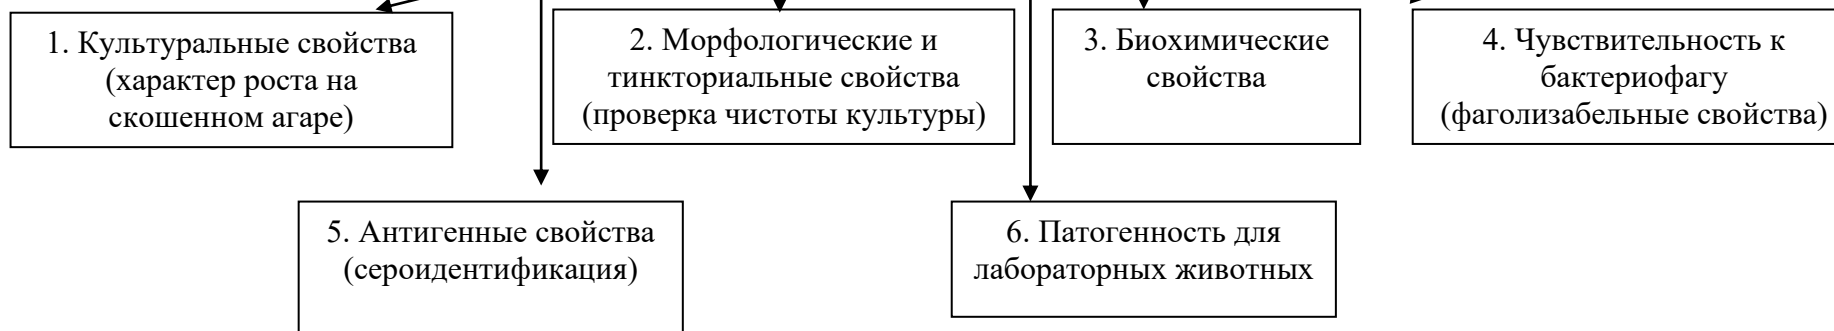 1. Культуральные свойства
(характер роста на
скошенном агаре)
2. Морфологические и
тинкториальные свойства
(проверка чистоты культуры)
3. Биохимические
свойства
4. Чувствительность к
бактериофагу
(фаголизабельные свойства)
5. Антигенные свойства
(сероидентификация)
6. Патогенность для
лабораторных животных